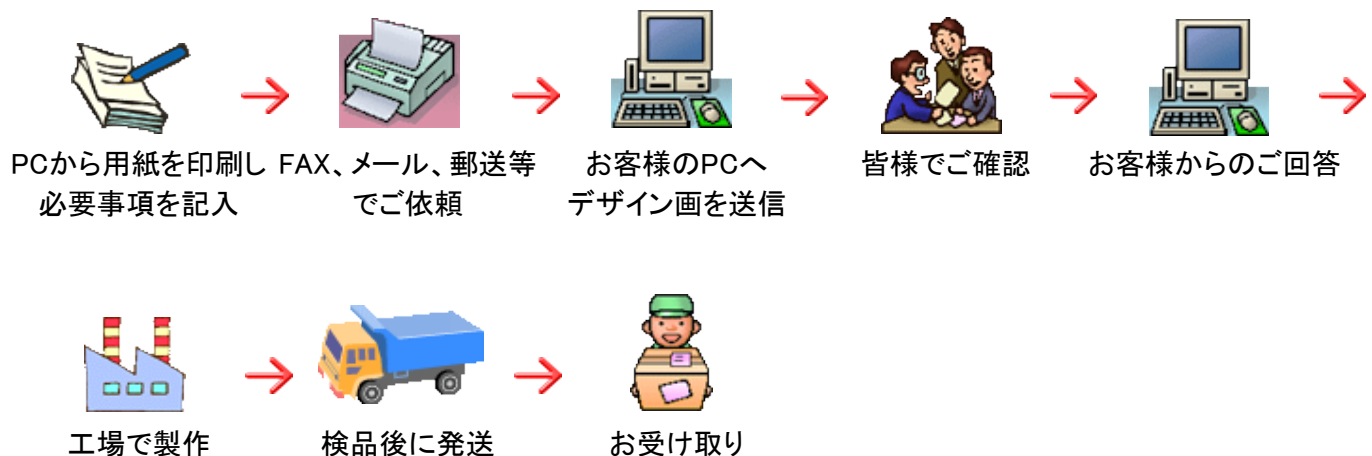 PCから用紙を印刷し
必要事項を記入
FAX、メール、郵送等
でご依頼
お客様のPCへ
デザイン画を送信
皆様でご確認
お客様からのご回答
工場で製作
検品後に発送
お受け取り